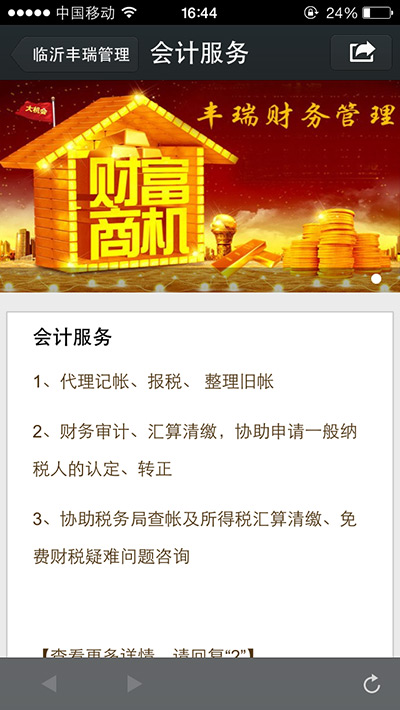 中国移动 16:44 24%
临沂丰瑞管理 会计服务
大机会
丰瑞财务管理
财富
商机
会计服务
1、代理记帐、报税、 整理旧帐
2、财务审计、汇算清缴，协助申请一般纳
税人的认定、转正
3、协助税务局查帐及所得税汇算清缴、免
费财税疑难问题咨询
【查看更多详情，请回复“?”】